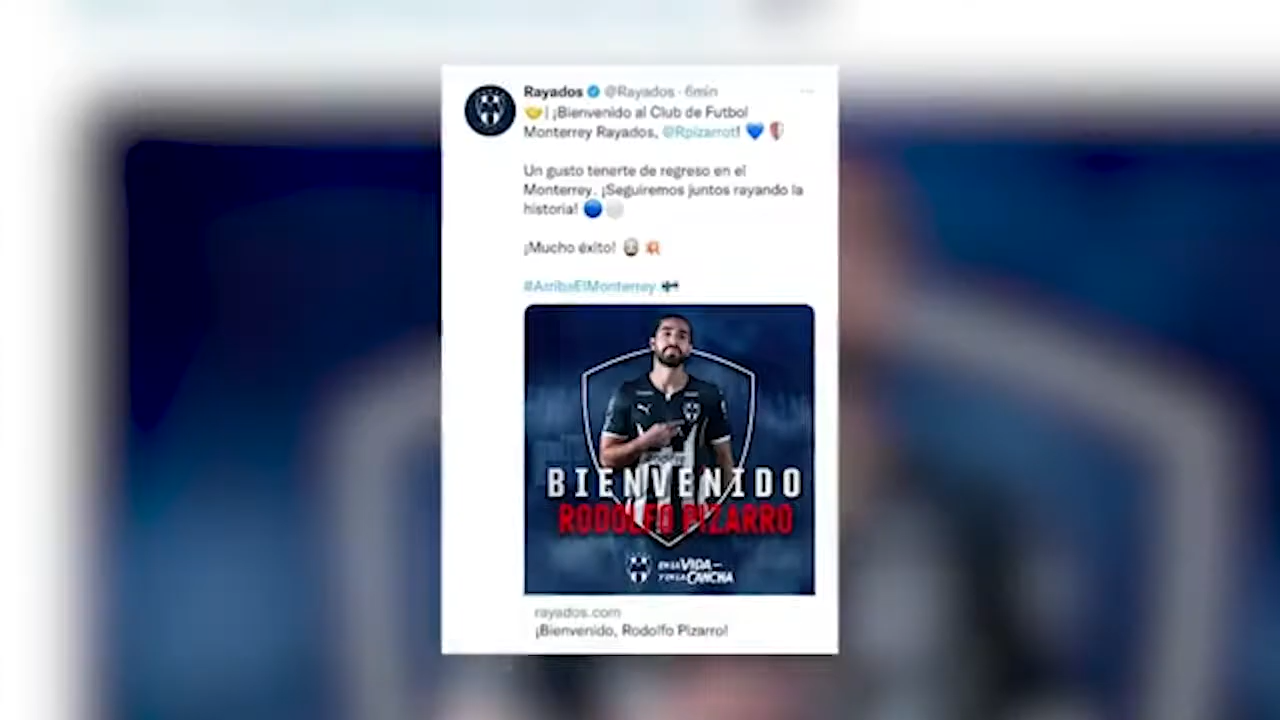 Rayados @Rayados · 6min
| ¡Bienvenido al Club de Futbol
Monterrey Rayados, @Rpizarrot!
Un gusto tenerte de regreso en el
Monterrey. ¡Seguiremos juntos rayando la
historia!
¡Mucho éxito!
#ArribaElMonterrey
BIENVENIDO
RODOLFO PIZARRO
EN LA VIDA
Y EN LA CANCHA
rayados.com
¡Bienvenido, Rodolfo Pizarro!